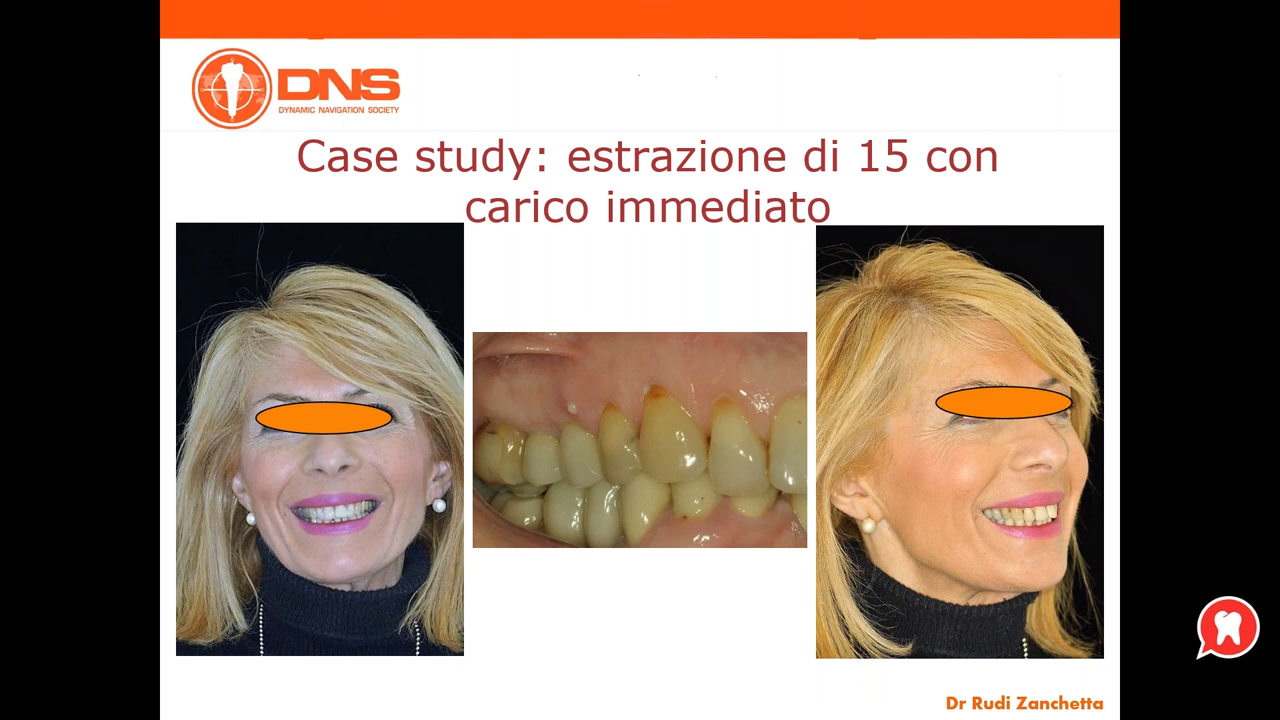 DNS
DYNAMIC NAVIGATION SOCIETY
Case study: estrazione di 15 con
carico immediato
Dr Rudi Zanchetta